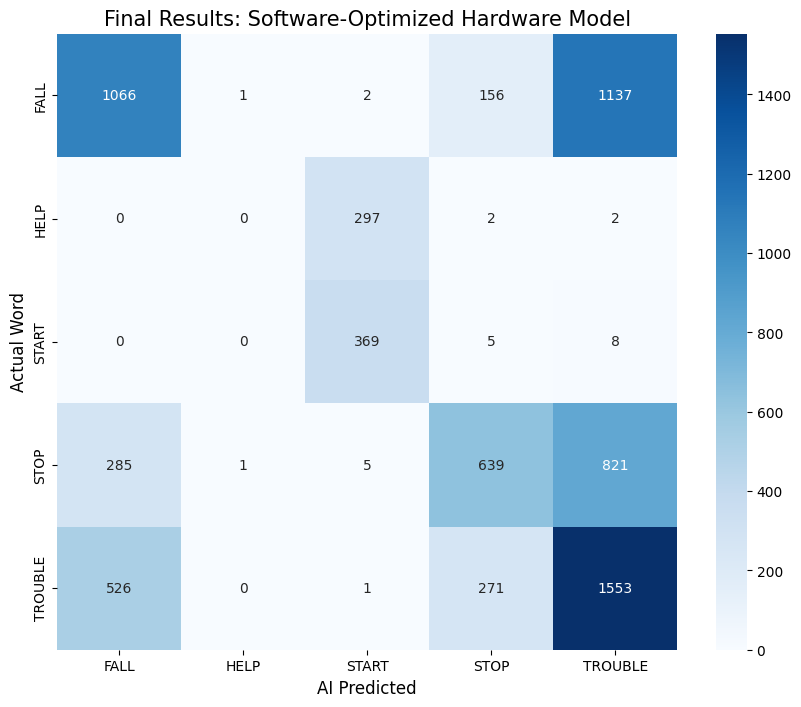 Final Results: Software-Optimized Hardware Model
1400
FALL 1066 1 2 156 1137
1200
HELP 0 0 297 2 2
1000
START 0 0 369 5 8
800
Actual Word
600
STOP 285 1 5 639 821
400
TROUBLE 526 0 1 271 1553
200
0
FALL HELP START STOP TROUBLE
AI Predicted